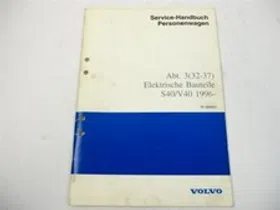 Service-Handbuch
Personenwagen
Abt. 3(32-37)
Elektrische Bauteile
S40/V40 1996-
VOLVO